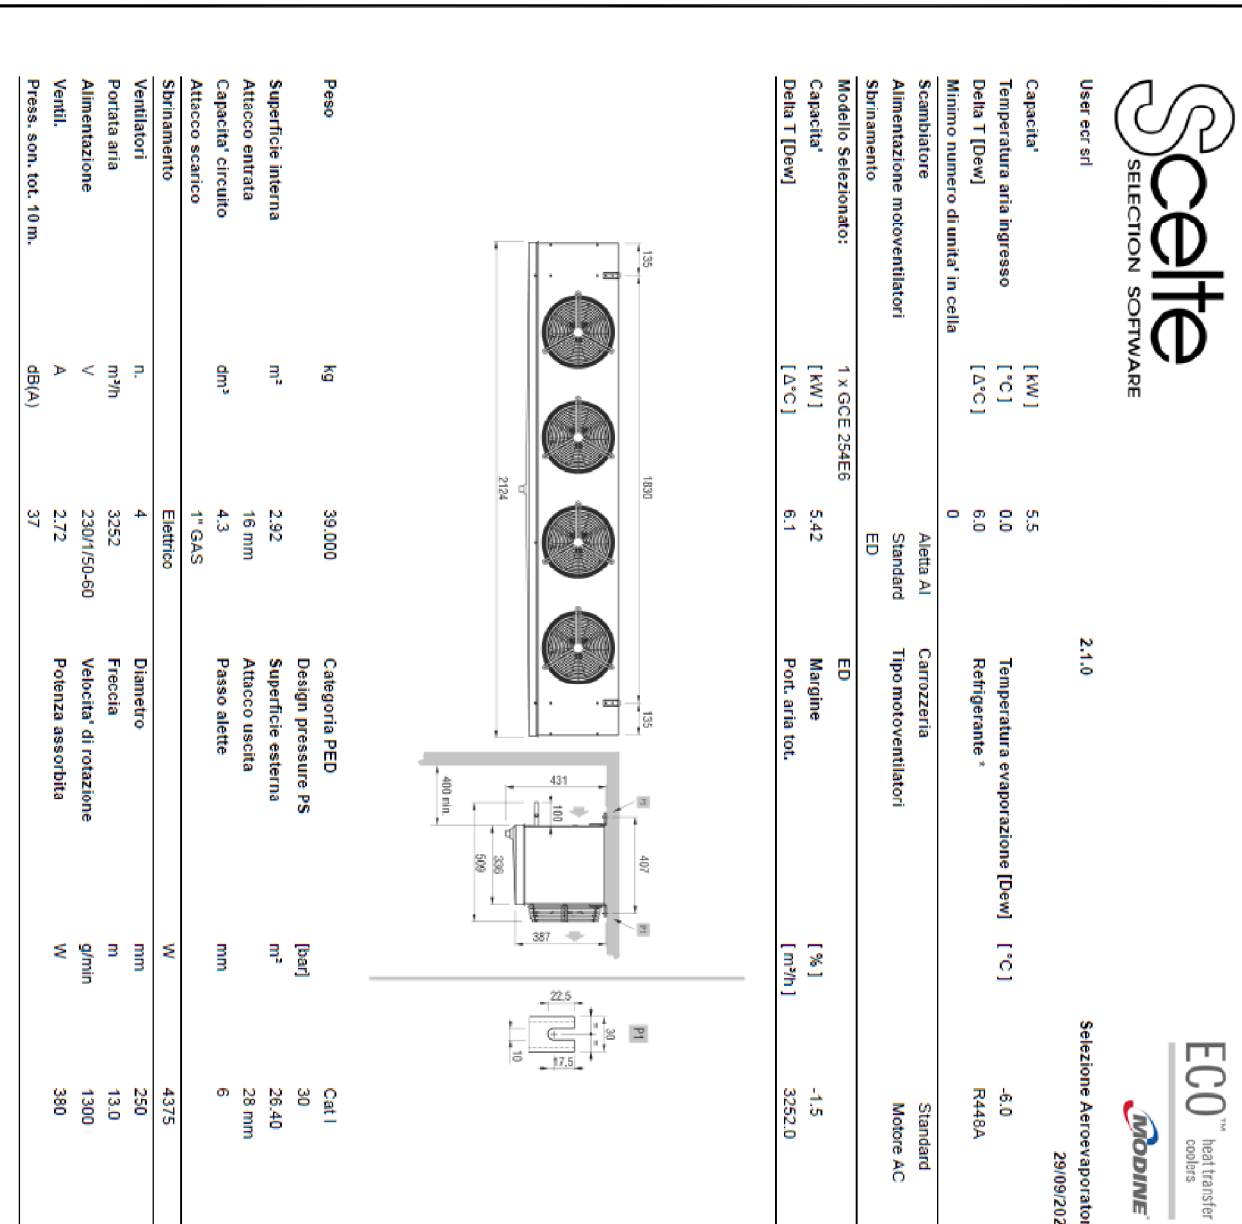 Scelte
SELECTION SOFTWARE
ECO™ heat transfer
coolers
MODINE
User ecr srl 2.1.0 Selezione Aeroevaporator
29/09/202
Capacita' [ kW ] 5.5
Temperatura aria ingresso [ °C ] 0.0 Temperatura evaporazione [Dew] [ °C ] -6.0
Delta T [Dew] [ Δ°C ] 6.0 Refrigerante * R448A
Minimo numero di unita' in cella 0
Scambiatore Aletta Al Carrozzeria Standard
Alimentazione motoventilatori Standard Tipo motoventilatori Motore AC
Sbrinamento ED
Modello Selezionato: 1 x GCE 254E6 ED
Capacita' [ kW ] 5.42 Margine [ % ] -1.5
Delta T [Dew] [ Δ°C ] 6.1 Port. aria tot. [ m³/h ] 3252.0
135 1830 135
2124
407
P1
P1
431
100
400 min.
336
509
387
P1
30
= =
22,5
17,5
10
Peso kg 39.000 Categoria PED Cat I
Design pressure PS [bar] 30
Superficie interna m² 2.92 Superficie esterna m² 26.40
Attacco entrata 16 mm Attacco uscita 28 mm
Capacita' circuito dm³ 4.3 Passo alette mm 6
Attacco scarico 1" GAS
Sbrinamento Elettrico W 4375
Ventilatori n. 4 Diametro mm 250
Portata aria m³/h 3252 Freccia m 13.0
Alimentazione V 230/1/50-60 Velocita' di rotazione g/min 1300
Ventil. A 2.72 Potenza assorbita W 380
Press. son. tot. 10 m. dB(A) 37